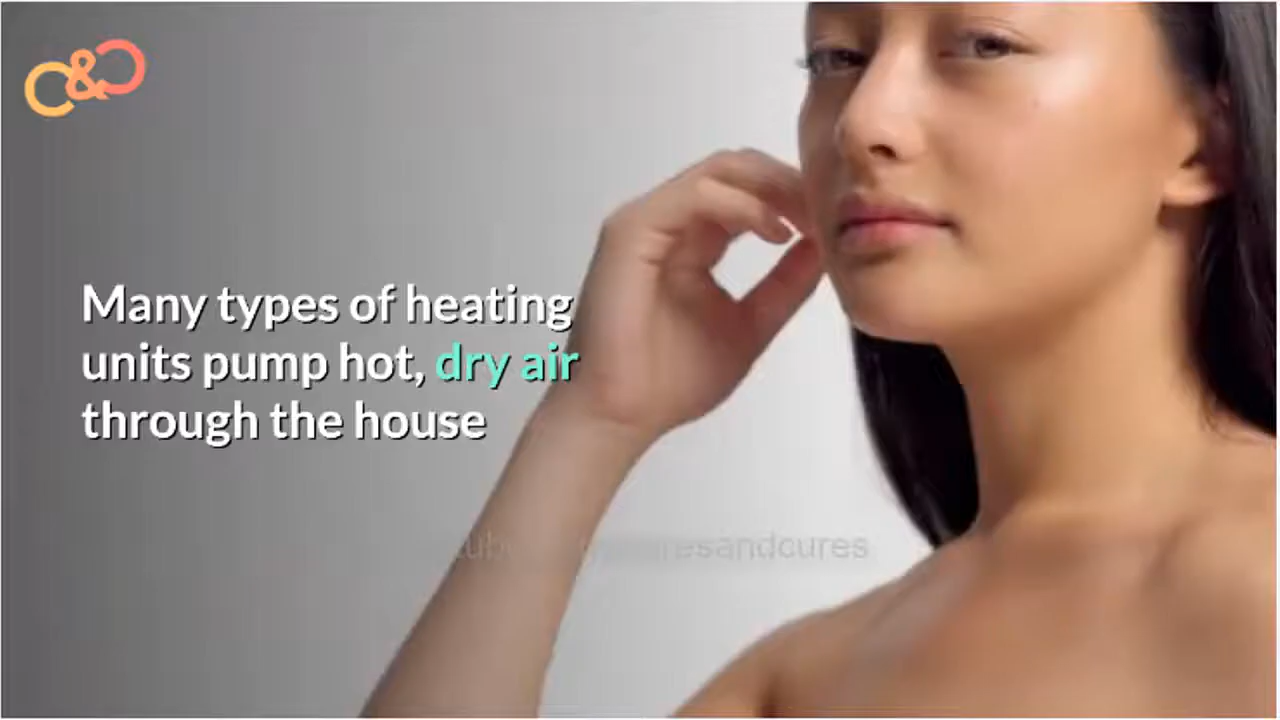 C&C
Many types of heating
units pump hot, dry air
through the house